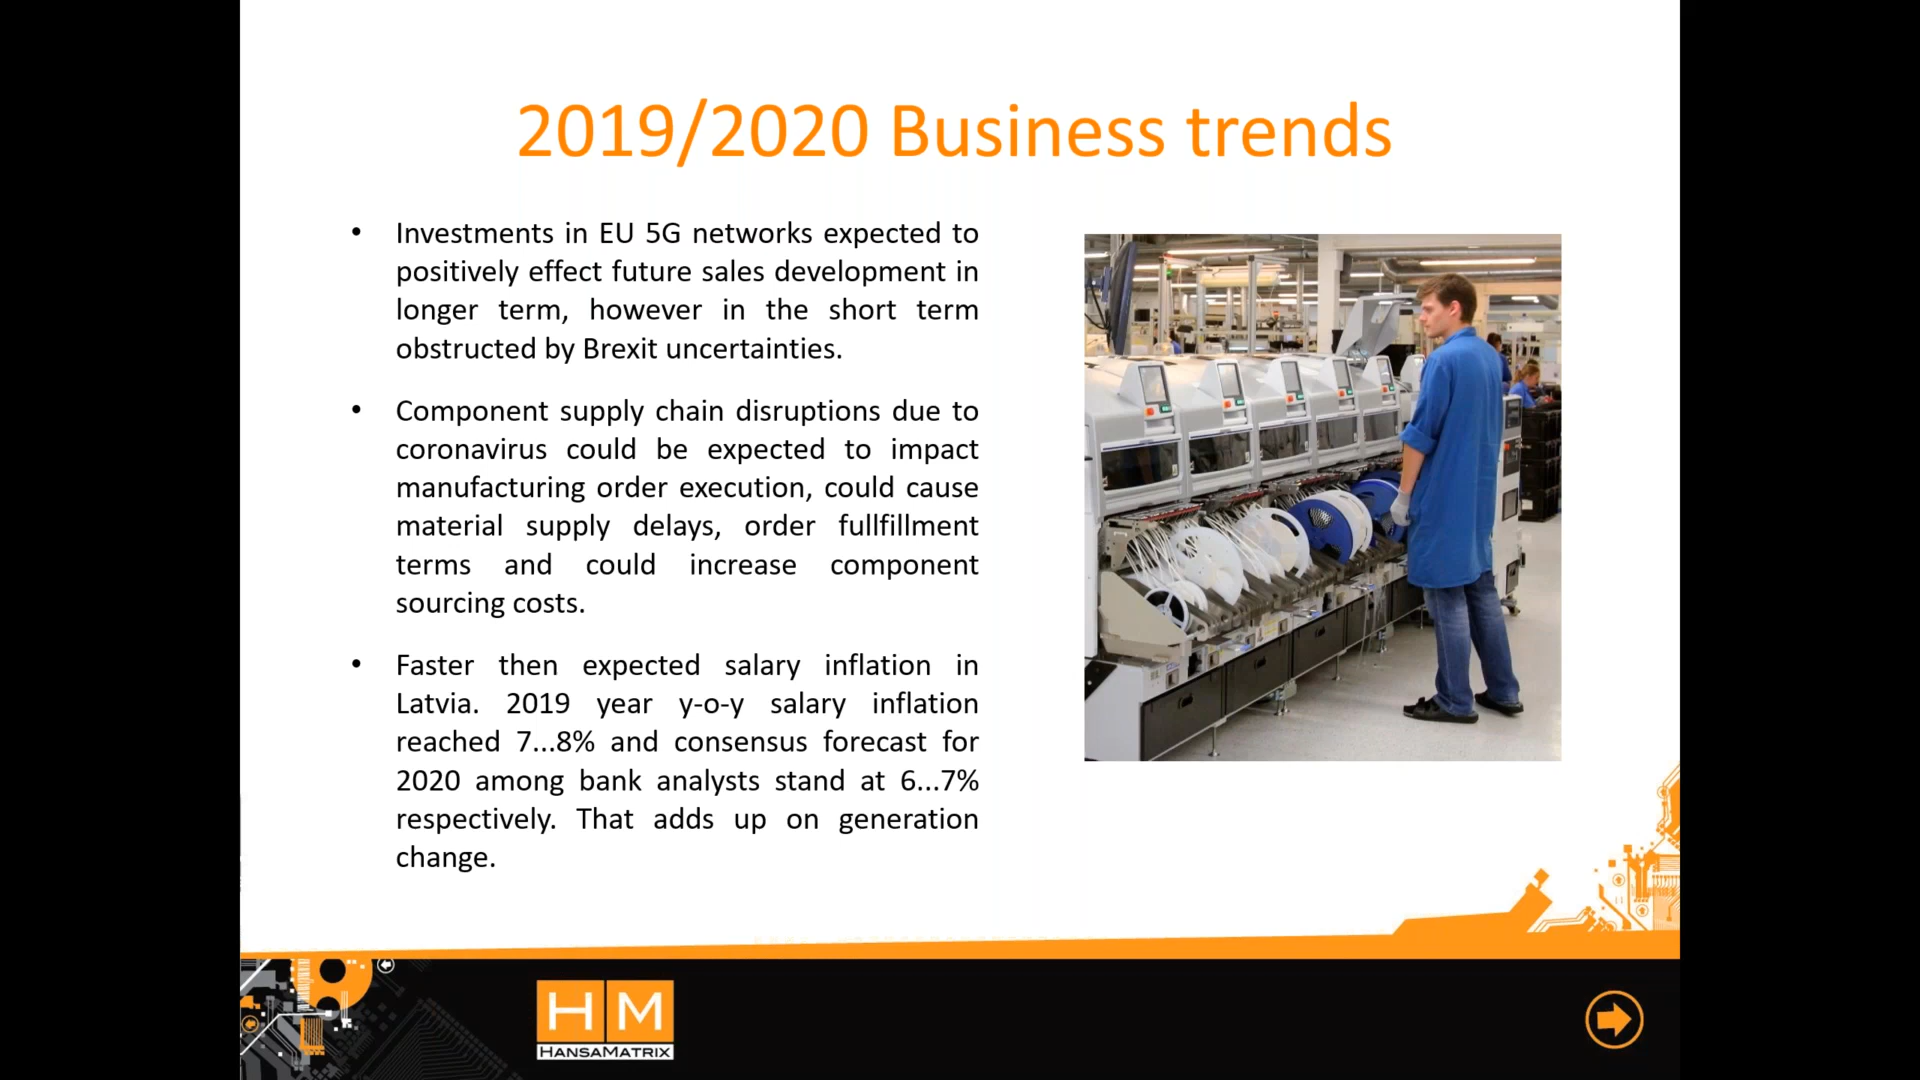 2019/2020 Business trends
• Investments in EU 5G networks expected to
positively effect future sales development in
longer term, however in the short term
obstructed by Brexit uncertainties.
• Component supply chain disruptions due to
coronavirus could be expected to impact
manufacturing order execution, could cause
material supply delays, order fullfillment
terms and could increase component
sourcing costs.
• Faster then expected salary inflation in
Latvia. 2019 year y-o-y salary inflation
reached 7...8% and consensus forecast for
2020 among bank analysts stand at 6...7%
respectively. That adds up on generation
change.
HM
HANSAMATRIX